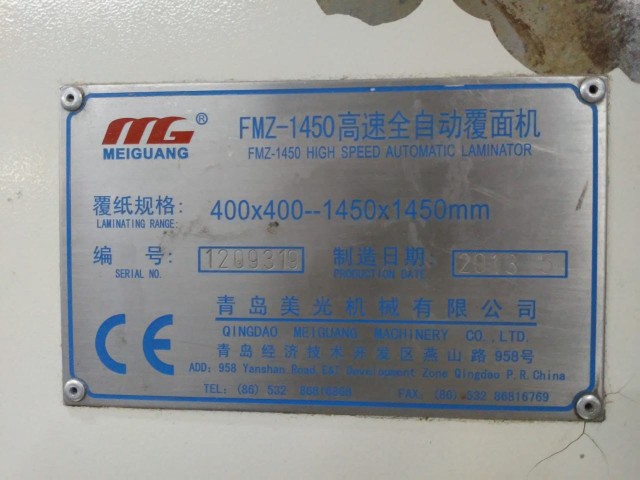 MG®
MEIGUANG
FMZ-1450高速全自动覆面机
FMZ-1450 HIGH SPEED AUTOMATIC LAMINATOR
覆纸规格: 400x400--1450x1450mm
LAMINATING RANGE:
编 号: 1209319 制造日期: 2013 5
SERIAL NO. PRODUCTION DATE:
青岛美光机械有限公司
QINGDAO MEIGUANG MACHINERY CO.,LTD.
CE
青岛经济技术开发区燕山路958号
ADD: 958 Yanshan Road E&T Development Zone Qingdao P.R.China
TEL: (86) 532 FAX: (86) 532 86816769